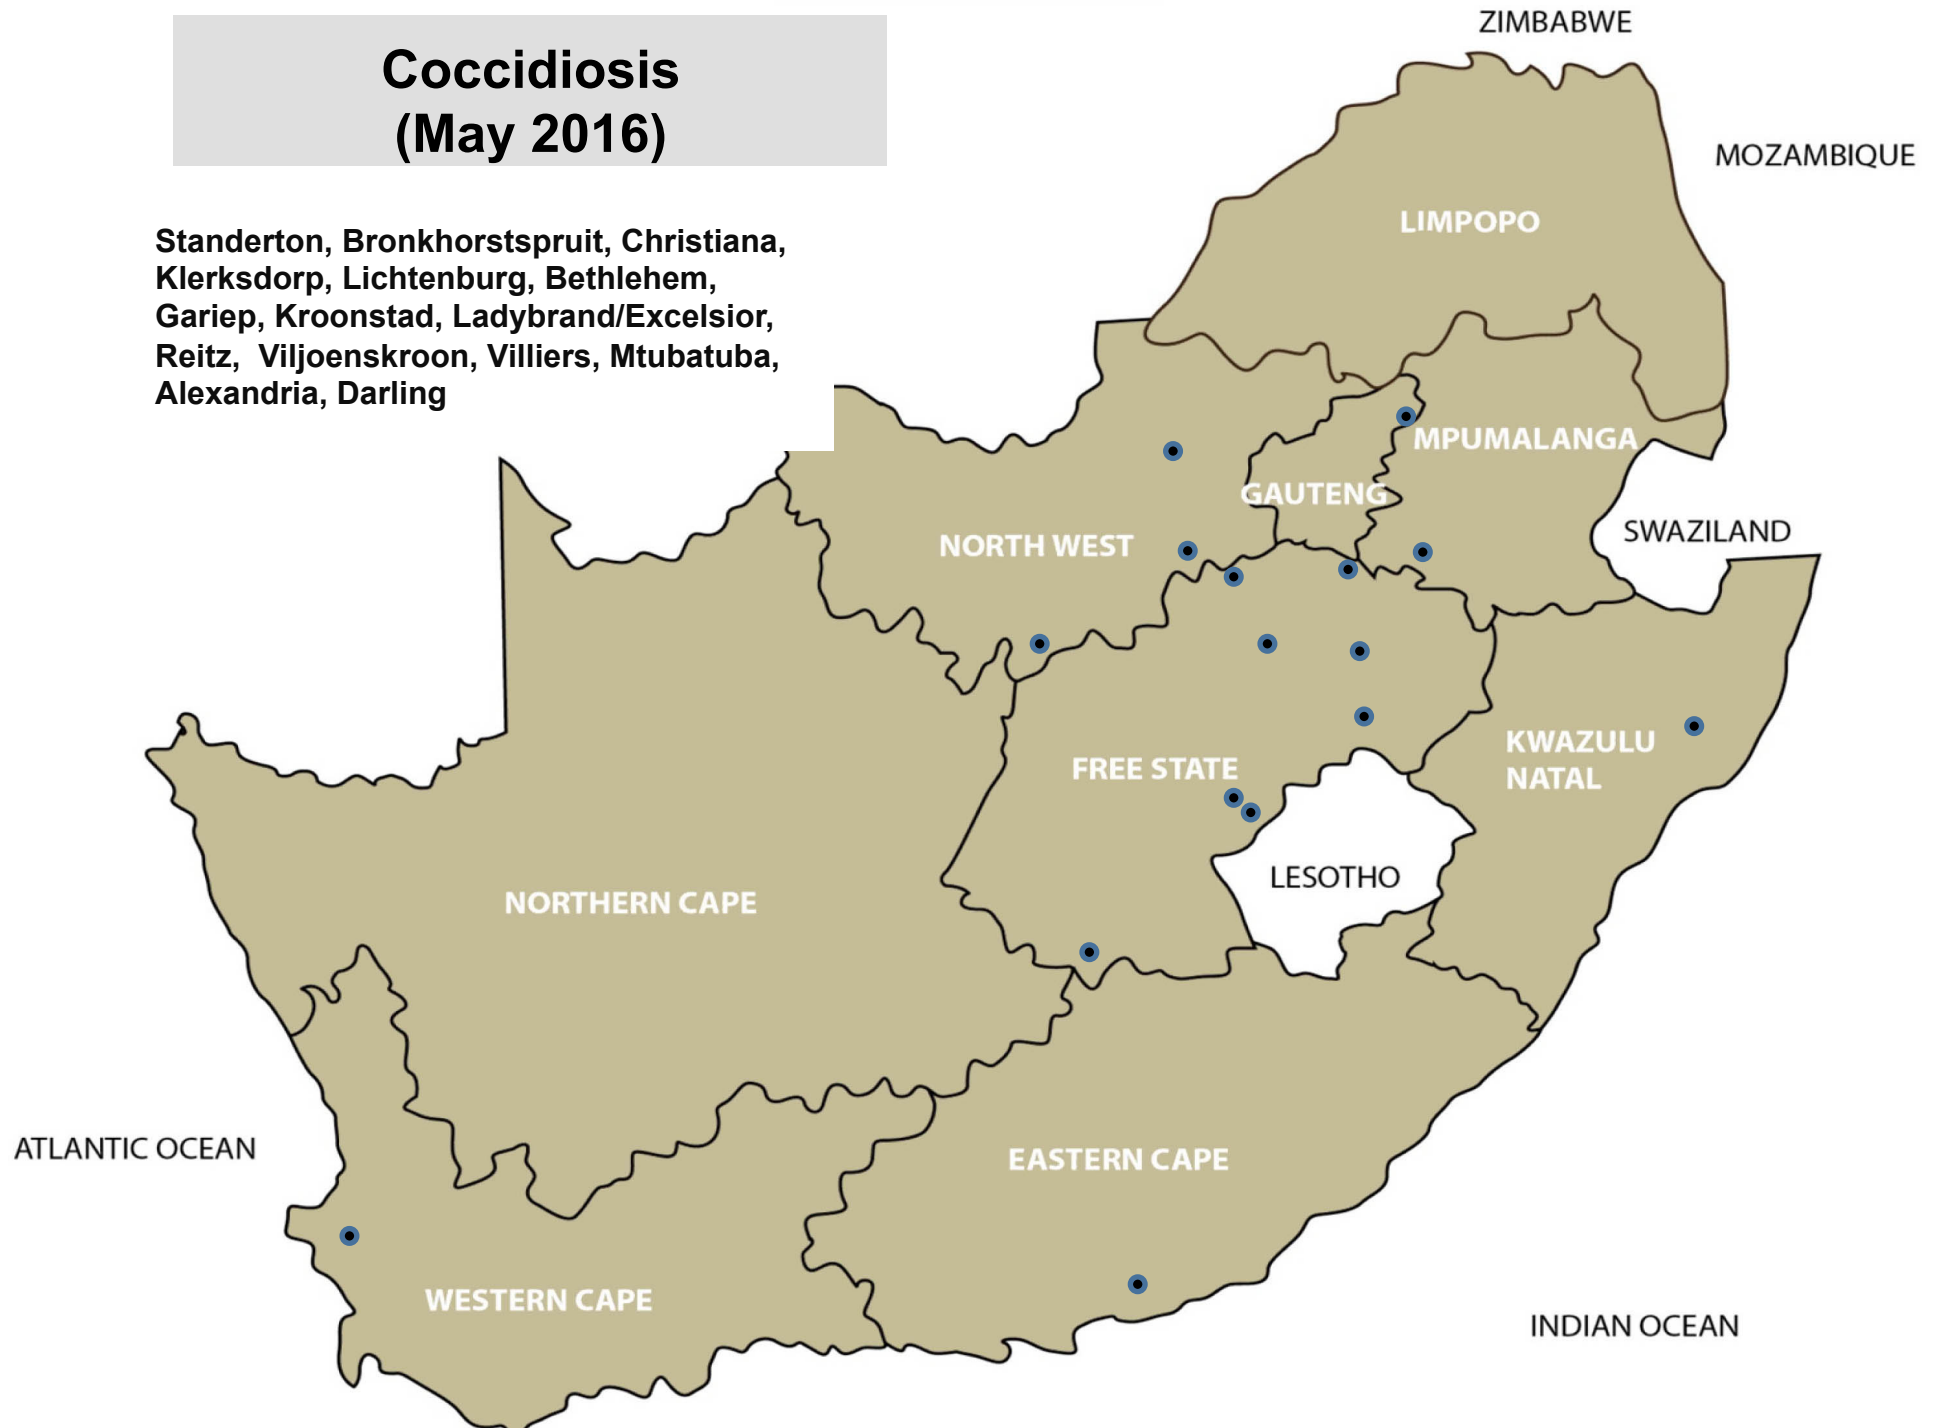 Coccidiosis
(May 2016)
Standerton, Bronkhorstspruit, Christiana,
Klerksdorp, Lichtenburg, Bethlehem,
Gariep, Kroonstad, Ladybrand/Excelsior,
Reitz,  Viljoenskroon, Villiers, Mtubatuba,
Alexandria, Darling
ZIMBABWE
MOZAMBIQUE
LIMPOPO
MPUMALANGA
GAUTENG
SWAZILAND
NORTH WEST
KWAZULU
NATAL
FREE STATE
LESOTHO
NORTHERN CAPE
ATLANTIC OCEAN
EASTERN CAPE
WESTERN CAPE
INDIAN OCEAN